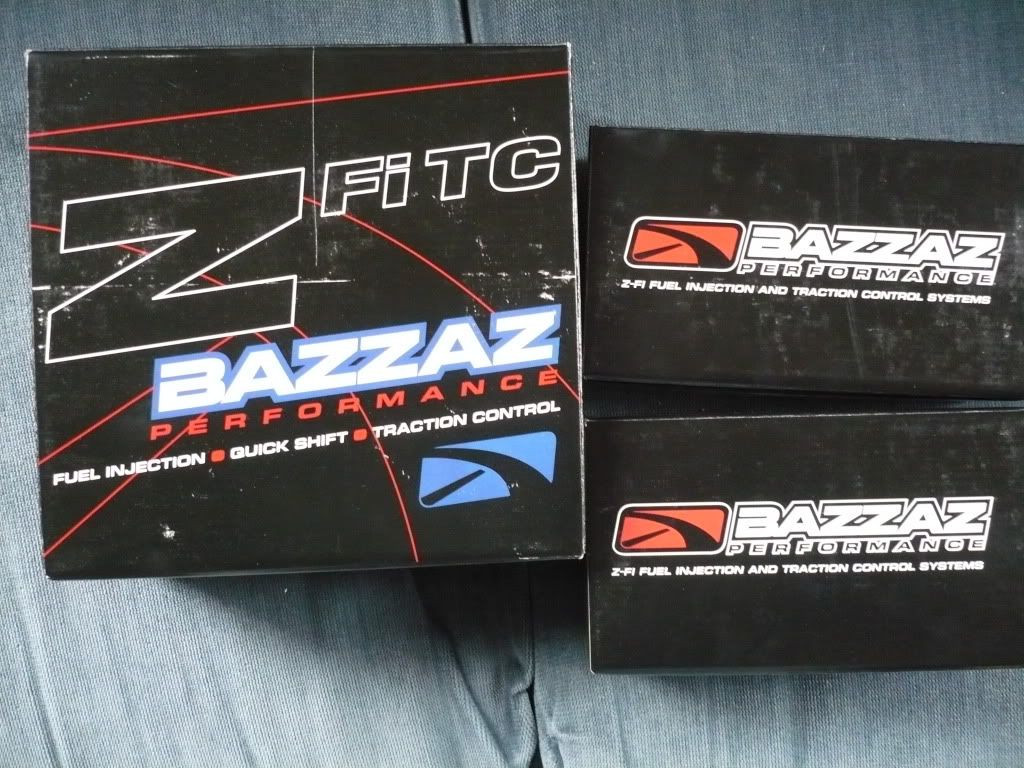 Z Fi TC
BAZZAZ
PERFORMANCE
FUEL INJECTION QUICK SHIFT TRACTION CONTROL
BAZZAZ
PERFORMANCE
Z-FI FUEL INJECTION AND TRACTION CONTROL SYSTEMS
BAZZAZ
PERFORMANCE
Z-FI FUEL INJECTION AND TRACTION CONTROL SYSTEMS